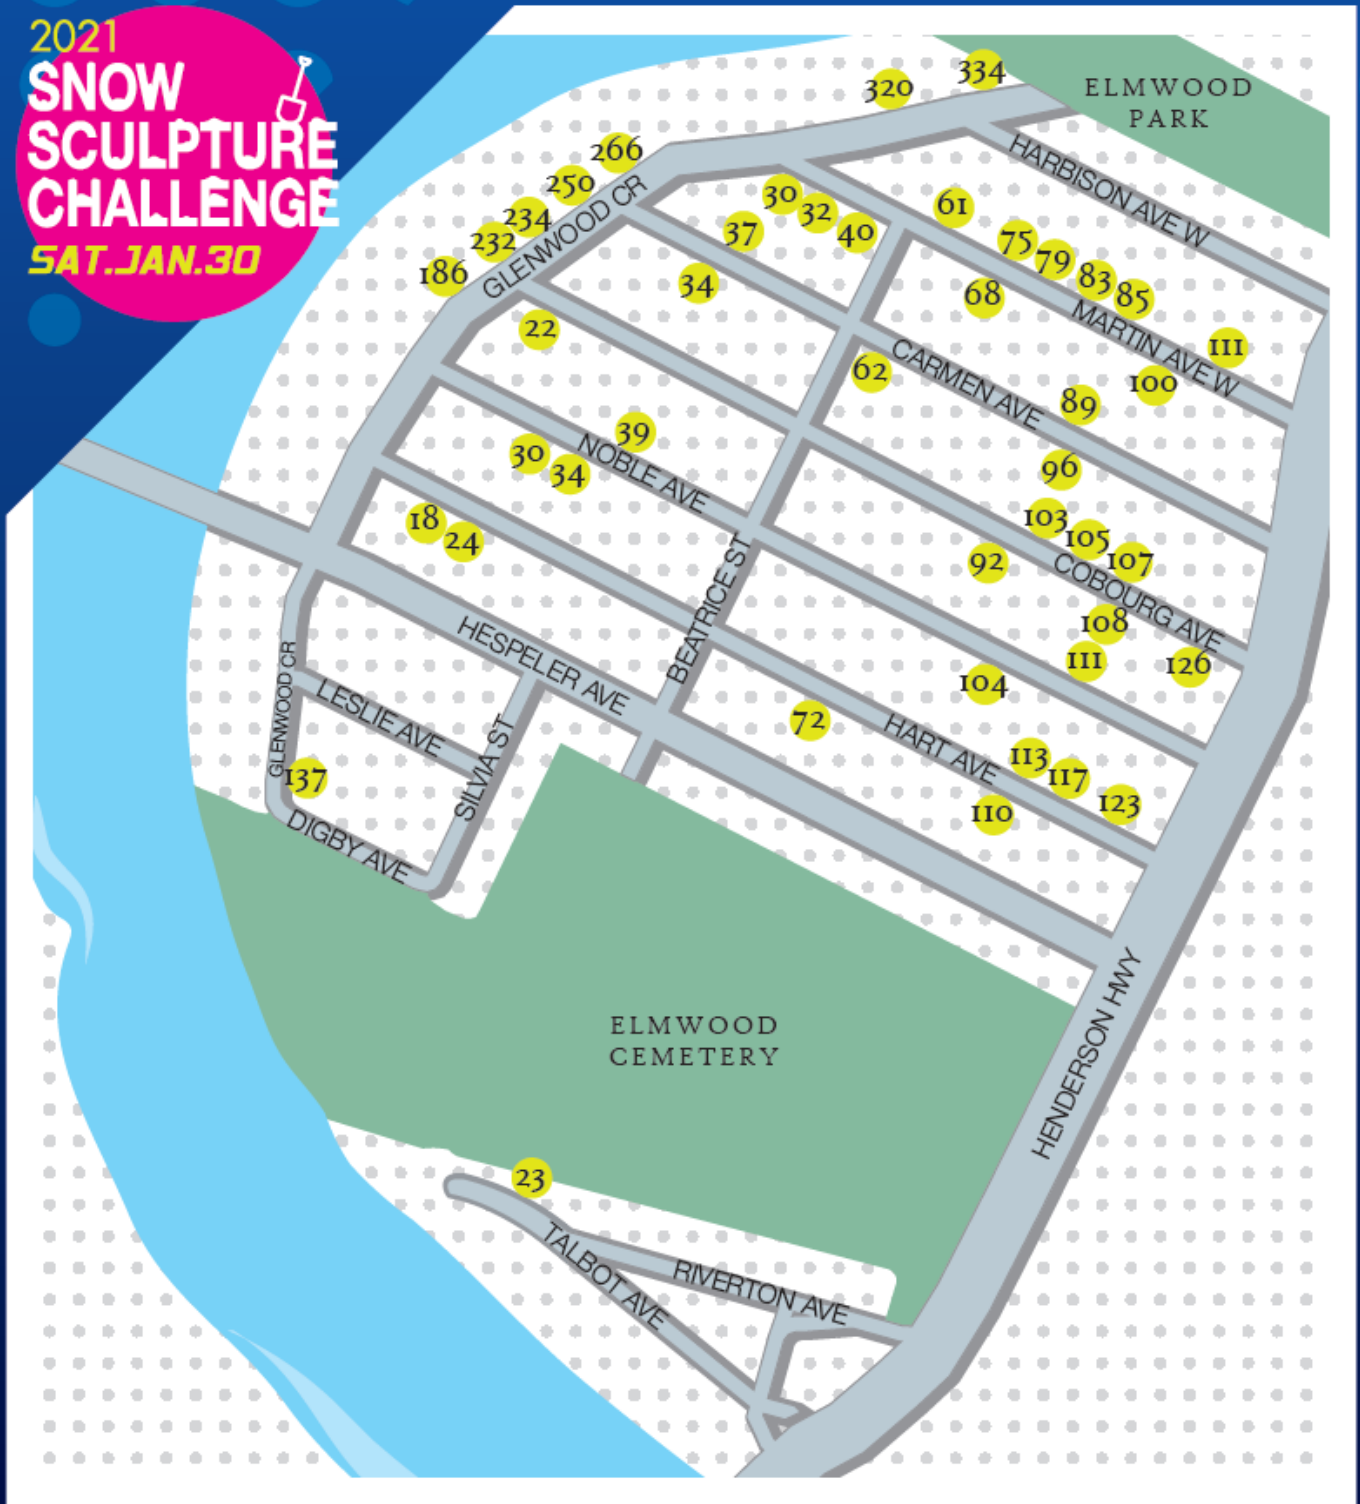 2021
SNOW
SCULPTURE
CHALLENGE
SAT.JAN.30
ELMWOOD
PARK
334
320
HARBISON AVE W
266
250
234
232
186
GLENWOOD CR
30
32
40
37
34
61
75
79
83
85
68
MARTIN AVE W
111
100
22
62
CARMEN AVE
89
96
39
30
34
NOBLE AVE
18
24
103
105
107
92
COBOURG AVE
108
111
126
BEATRICE ST
HESPELER AVE
104
72
HART AVE
113
117
123
110
GLENWOOD CR
LESLIE AVE
SILVIA ST
137
DIGBY AVE
ELMWOOD
CEMETERY
HENDERSON HWY
23
TALBOT AVE
RIVERTON AVE